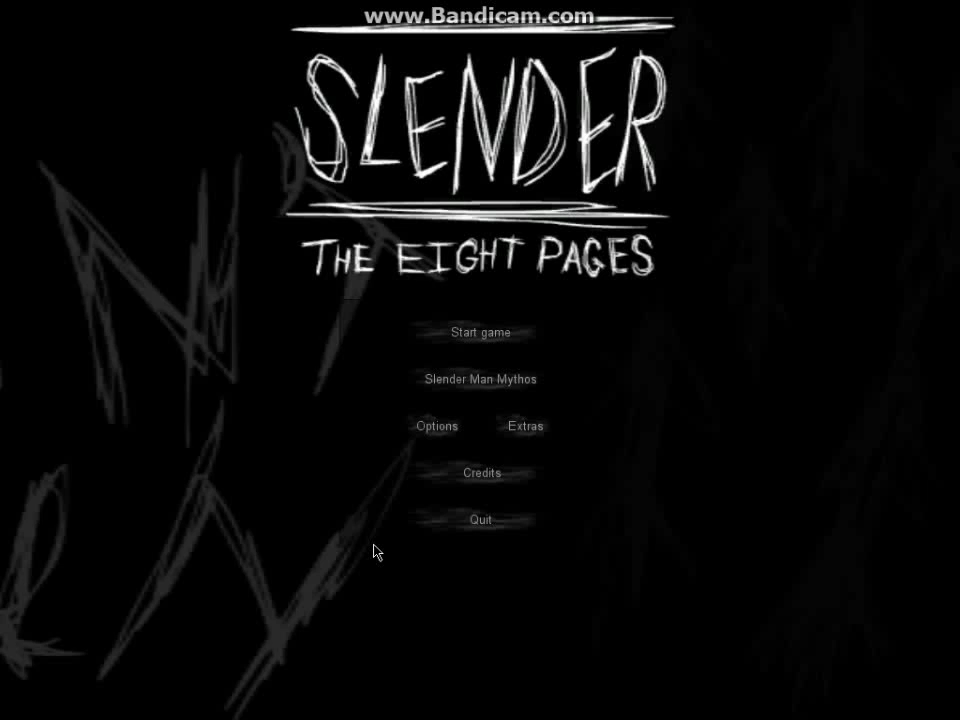 www.Bandicam.com
SLENDER
THE EIGHT PAGES
Start game
Slender Man Mythos
Options Extras
Credits
Quit